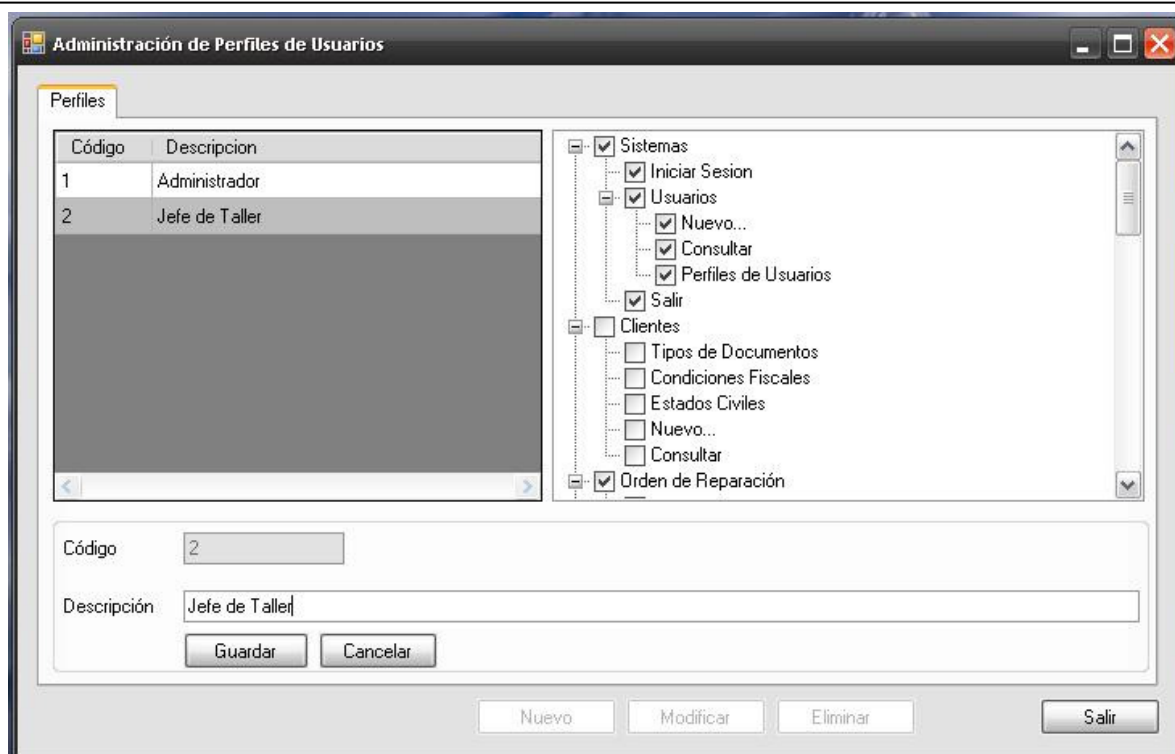 Administración de Perfiles de Usuarios
Perfiles
Código Descripcion
1 Administrador
2 Jefe de Taller
Sistemas
Iniciar Sesion
Usuarios
Nuevo...
Consultar
Perfiles de Usuarios
Salir
Clientes
Tipos de Documentos
Condiciones Fiscales
Estados Civiles
Nuevo...
Consultar
Orden de Reparación
Código 2
Descripción Jefe de Taller
Guardar Cancelar
Nuevo Modificar Eliminar Salir